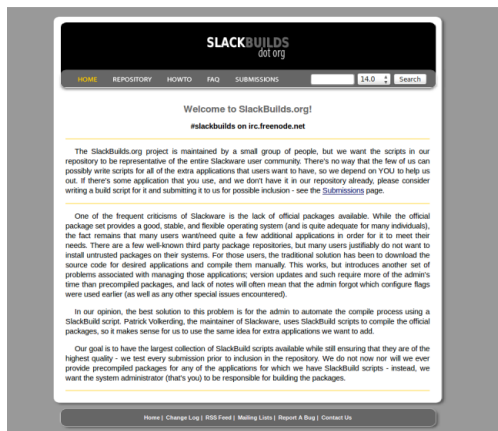 SLACKBUILDS
dot org
HOME REPOSITORY HOWTO FAQ SUBMISSIONS 14.0 Search
Welcome to SlackBuilds.org!
#slackbuilds on irc.freenode.net
The SlackBuilds.org project is maintained by a small group of people, but we want the scripts in our
repository to be representative of the entire Slackware user community. There's no way that the few of us can
possibly write scripts for all of the extra applications that users want to have, so we depend on YOU to help us
out. If there's some application that you use, and we don't have it in our repository already, please consider
writing a build script for it and submitting it to us for possible inclusion - see the Submissions page.
One of the frequent criticisms of Slackware is the lack of official packages available. While the official
package set provides a good, stable, and flexible operating system (and is quite adequate for many individuals),
the fact remains that many users want/need quite a few additional applications in order for it to meet their
needs. There are a few well-known third party package repositories, but many users justifiably do not want to
install untrusted packages on their systems. For those users, the traditional solution has been to download the
source code for desired applications and compile them manually. This works, but introduces another set of
problems associated with managing those applications; version updates and such require more of the admin's
time than precompiled packages, and lack of notes will often mean that the admin forgot which configure flags
were used earlier (as well as any other special issues encountered).
In our opinion, the best solution to this problem is for the admin to automate the compile process using a
SlackBuild script. Patrick Volkerding, the maintainer of Slackware, uses SlackBuild scripts to compile the official
packages, so it makes sense for us to use the same idea for extra applications we want to add.
Our goal is to have the largest collection of SlackBuild scripts available while still ensuring that they are of the
highest quality - we test every submission prior to inclusion in the repository. We do not now nor will we ever
provide precompiled packages for any of the applications for which we have SlackBuild scripts - instead, we
want the system administrator (that's you) to be responsible for building the packages.
Home | Change Log | RSS Feed | Mailing Lists | Report A Bug | Contact Us